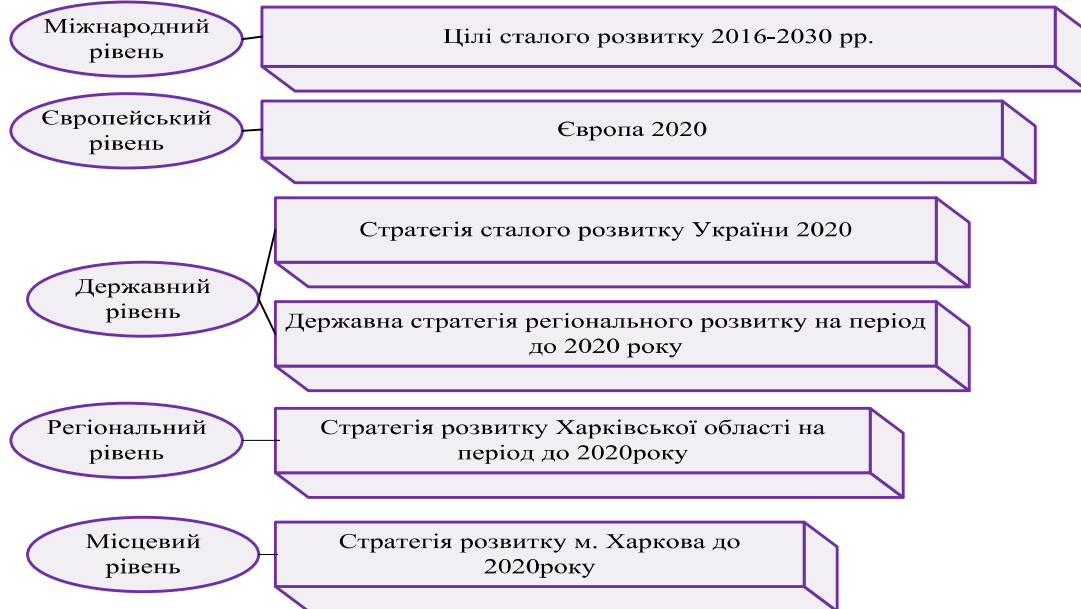 Міжнародний
рівень
Цілі сталого розвитку 2016-2030 рр.
Європейський
рівень
Європа 2020
Стратегія сталого розвитку України 2020
Державний
рівень
Державна стратегія регіонального розвитку на період
до 2020 року
Регіональний
рівень
Стратегія розвитку Харківської області на
період до 2020року
Місцевий
рівень
Стратегія розвитку м. Харкова до
2020року